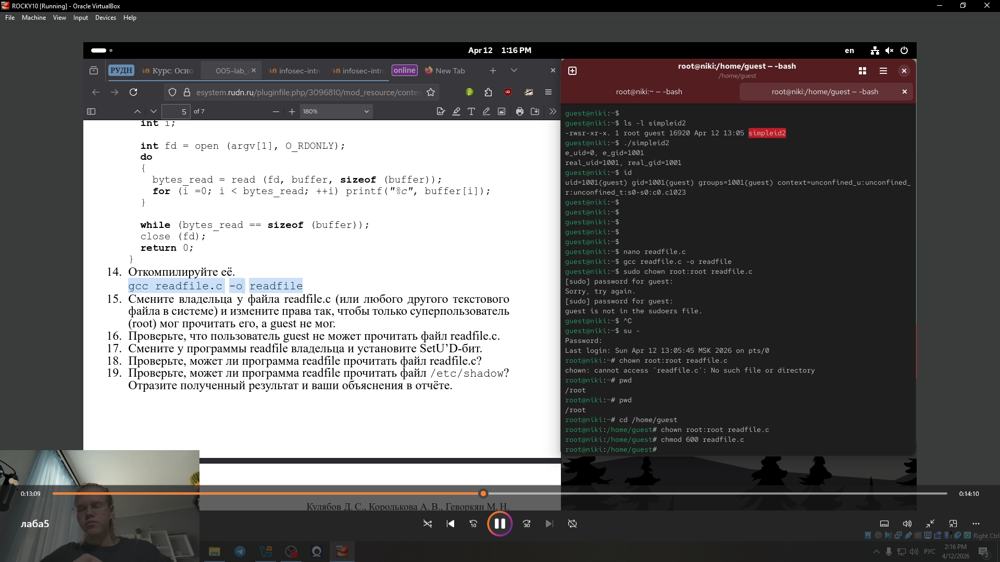 ROCKY10 [Running] - Oracle VirtualBox
File Machine View Input Devices Help
Apr 12 1:16 PM
en
РУДН Курс: Осно 005-lab_ infosec-intr infosec-intr online New Tab
esystem.rudn.ru/pluginfile.php/3096810/mod_resource/conten
5 of 7
180%
int i;
int fd = open (argv[1], O_RDONLY);
do
{
bytes_read = read (fd, buffer, sizeof (buffer));
for (i =0; i < bytes_read; ++i) printf("%c", buffer[i]);
}
while (bytes_read == sizeof (buffer));
close (fd);
return 0;
}
14. Откомпилируйте её.
gcc readfile.c -o readfile
15. Смените владельца у файла readfile.c (или любого другого текстового
файла в системе) и измените права так, чтобы только суперпользователь
(root) мог прочитать его, a guest не мог.
16. Проверьте, что пользователь guest не может прочитать файл readfile.c.
17. Смените у программы readfile владельца и установите SetU’D-бит.
18. Проверьте, может ли программа readfile прочитать файл readfile.c?
19. Проверьте, может ли программа readfile прочитать файл /etc/shadow?
Отразите полученный результат и ваши объяснения в отчёте.
Кулябов Д. С., Королькова А. В., Геворкян М. Н.
root@niki:/home/guest — -bash
/home/guest
root@niki:~ — -bash
root@niki:/home/guest — -bash
guest@niki:~$
guest@niki:~$ ls -l simpleid2
-rwsr-xr-x. 1 root guest 16920 Apr 12 13:05 simpleid2
guest@niki:~$ ./simpleid2
e_uid=0, e_gid=1001
real_uid=1001, real_gid=1001
guest@niki:~$ id
uid=1001(guest) gid=1001(guest) groups=1001(guest) context=unconfined_u:unconfined_
r:unconfined_t:s0-s0:c0.c1023
guest@niki:~$
guest@niki:~$
guest@niki:~$
guest@niki:~$
guest@niki:~$
guest@niki:~$ nano readfile.c
guest@niki:~$ gcc readfile.c -o readfile
guest@niki:~$ sudo chown root:root readfile.c
[sudo] password for guest:
Sorry, try again.
[sudo] password for guest:
guest is not in the sudoers file.
guest@niki:~$ ^C
guest@niki:~$ su -
Password:
Last login: Sun Apr 12 13:05:45 MSK 2026 on pts/0
root@niki:~# chown root:root readfile.c
chown: cannot access 'readfile.c': No such file or directory
root@niki:~# pwd
/root
root@niki:~# pwd
/root
root@niki:~# cd /home/guest
root@niki:/home/guest# chown root:root readfile.c
root@niki:/home/guest# chmod 600 readfile.c
root@niki:/home/guest#
0:13:09
0:14:10
лаба5
10
30
Right Ctrl
РУС
2:16 PM
4/12/2026
2